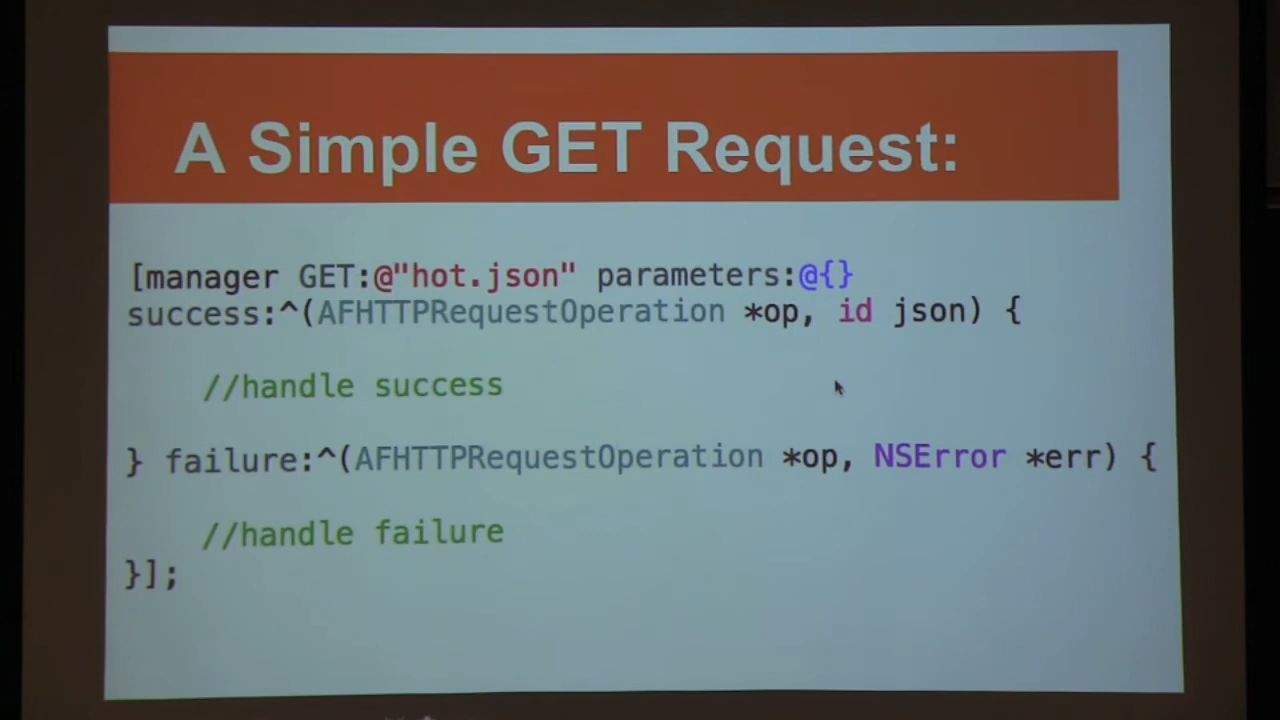 A Simple GET Request:
[manager GET:@"hot.json" parameters:@{}
success:^(AFHTTPRequestOperation *op, id json) {
//handle success
} failure:^(AFHTTPRequestOperation *op, NSError *err) {
//handle failure
}];